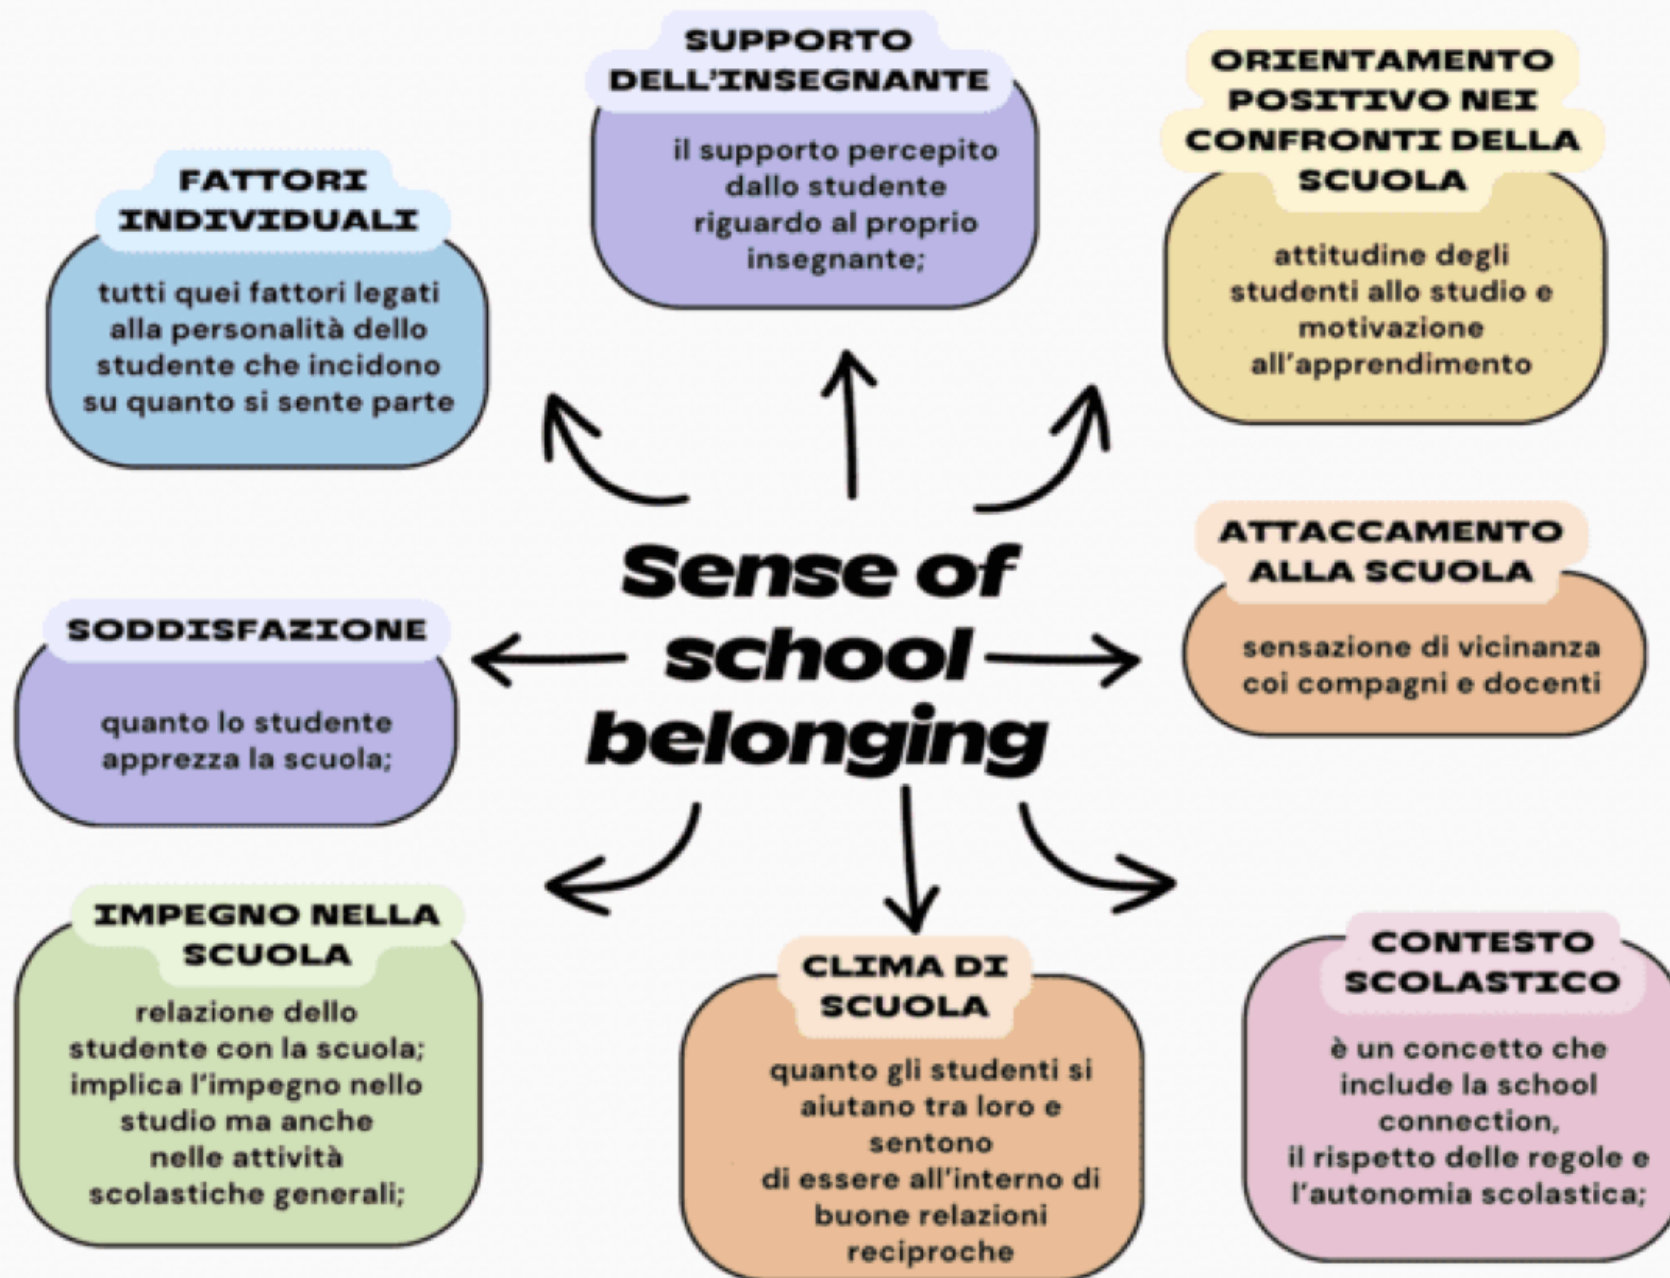 SUPPORTO
DELL'INSEGNANTE
il supporto percepito
dallo studente
riguardo al proprio
insegnante;
ORIENTAMENTO
POSITIVO NEI
CONFRONTI DELLA
SCUOLA
attitudine degli
studenti allo studio e
motivazione
all'apprendimento
FATTORI
INDIVIDUALI
tutti quei fattori legati
alla personalità dello
studente che incidono
su quanto si sente parte
Sense of
school
belonging
ATTACCAMENTO
ALLA SCUOLA
sensazione di vicinanza
coi compagni e docenti
SODDISFAZIONE
quanto lo studente
apprezza la scuola;
IMPEGNO NELLA
SCUOLA
relazione dello
studente con la scuola;
implica l'impegno nello
studio ma anche
nelle attività
scolastiche generali;
CLIMA DI
SCUOLA
quanto gli studenti si
aiutano tra loro e
sentono
di essere all'interno di
buone relazioni
reciproche
CONTESTO
SCOLASTICO
è un concetto che
include la school
connection,
il rispetto delle regole e
l'autonomia scolastica;